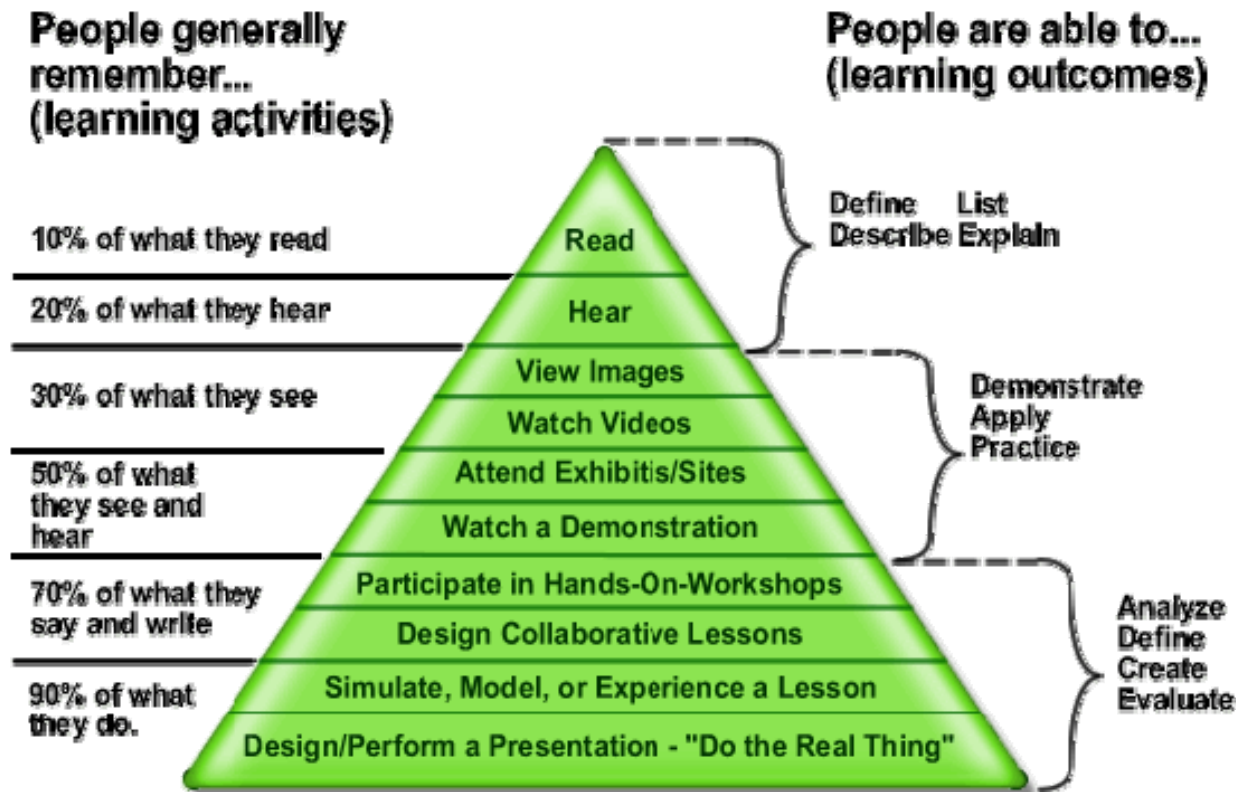 People generally
remember...
(learning activities)
People are able to...
(learning outcomes)
10% of what they read
20% of what they hear
30% of what they see
50% of what
they see and
hear
70% of what they
say and write
90% of what
they do.
Read
Hear
View Images
Watch Videos
Attend Exhibitis/Sites
Watch a Demonstration
Participate in Hands-On-Workshops
Design Collaborative Lessons
Simulate, Model, or Experience a Lesson
Design/Perform a Presentation - "Do the Real Thing"
Define List
Describe Explain
Demonstrate
Apply
Practice
Analyze
Define
Create
Evaluate